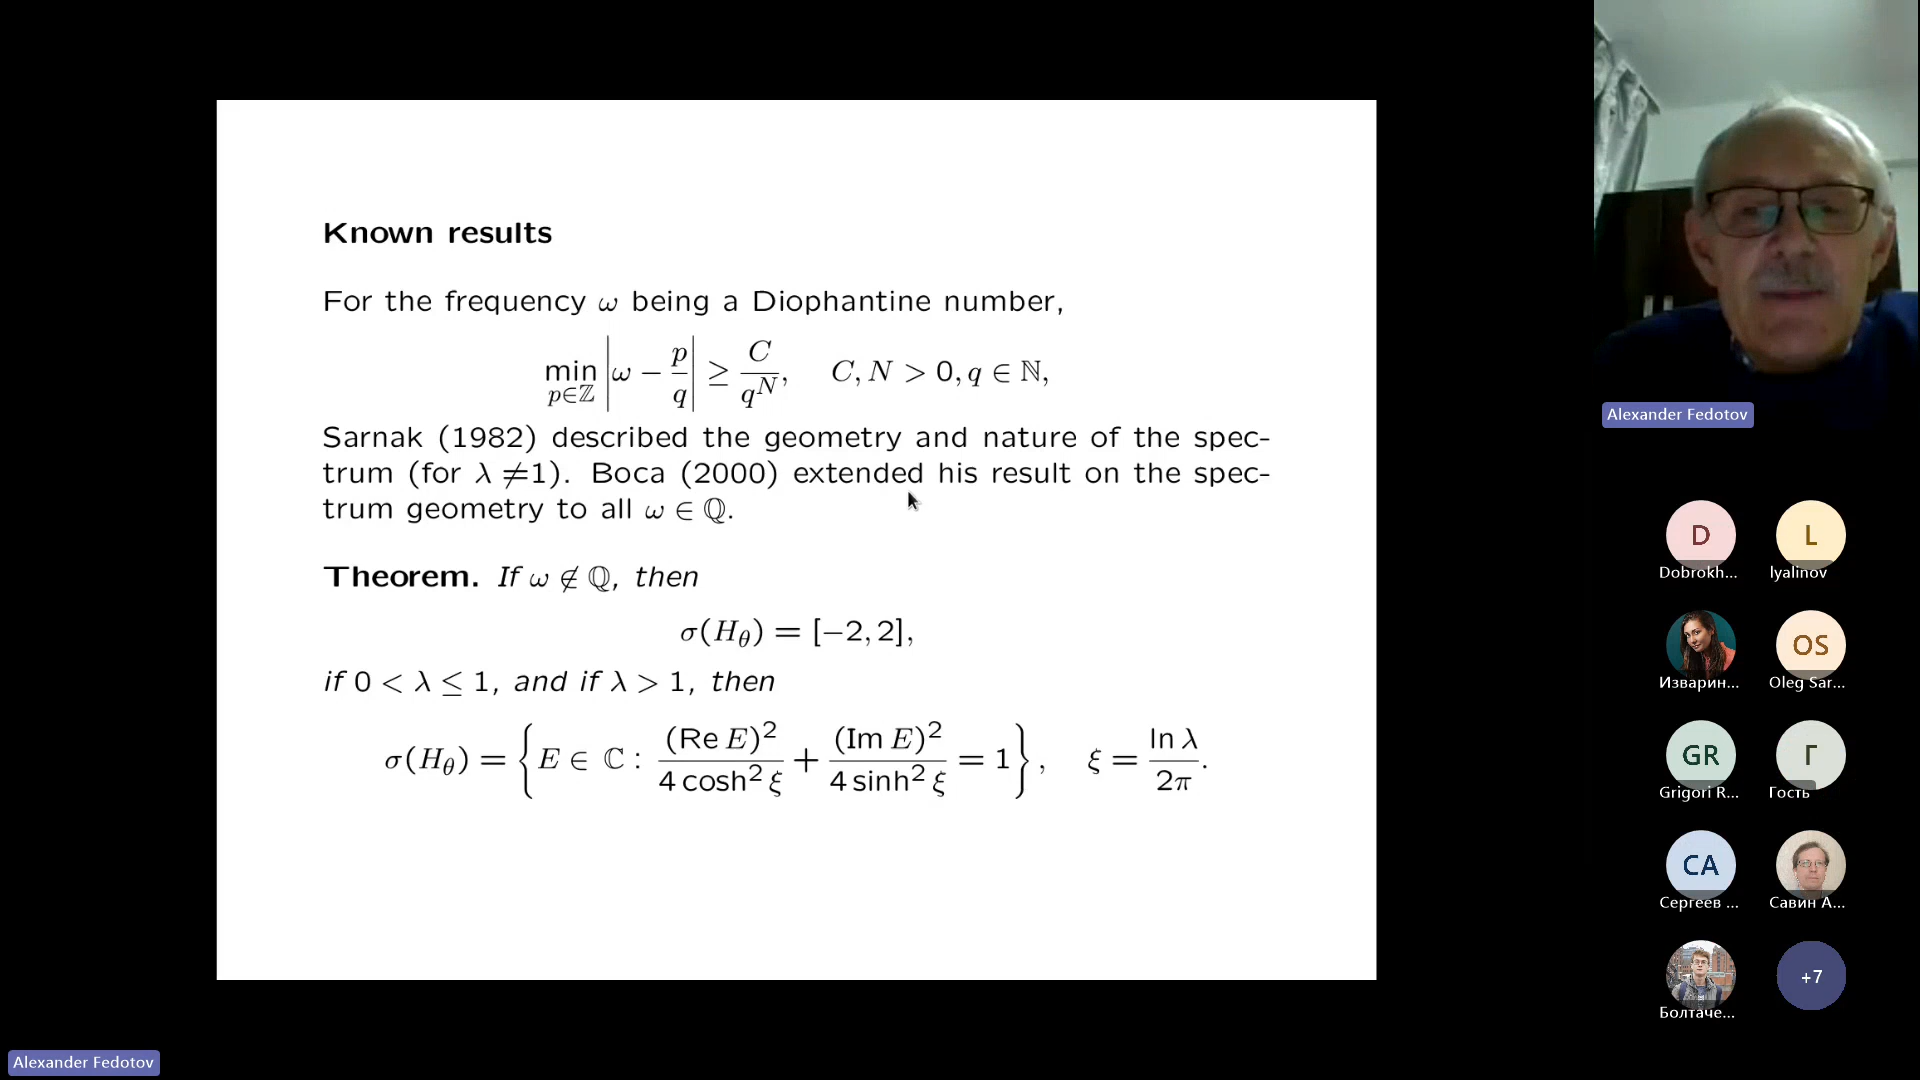 Known results
For the frequency ω being a Diophantine number,
min_{p∈ℤ} |ω − p/q| ≥ C/q^N, C, N > 0, q ∈ ℕ,
Sarnak (1982) described the geometry and nature of the spec-
trum (for λ ≠1). Boca (2000) extended his result on the spec-
trum geometry to all ω ∈ ℚ.
Theorem. If ω ∉ ℚ, then
σ(H_θ) = [−2, 2],
if 0 < λ ≤ 1, and if λ > 1, then
σ(H_θ) = { E ∈ ℂ : (Re E)²/(4 cosh² ξ) + (Im E)²/(4 sinh² ξ) = 1 }, ξ = ln λ/2π.
Alexander Fedotov
D
Dobrokh...
L
lyalinov
Изварин...
OS
Oleg Sar...
GR
Grigori R...
Г
Гость
CA
Сергеев ...
Савин А...
Болтаче...
+7
Alexander Fedotov